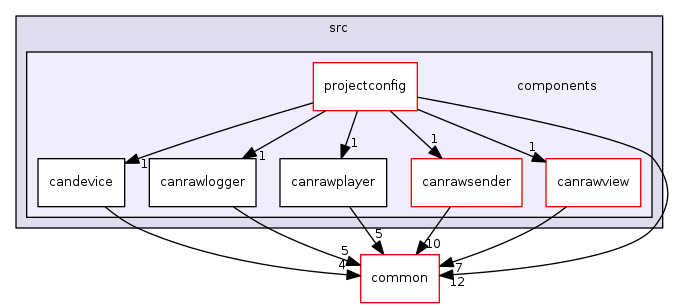 src
projectconfig
components
1
1
1
1
1
candevice
canrawlogger
canrawplayer
canrawsender
canrawview
5
10
5
4
7
12
common